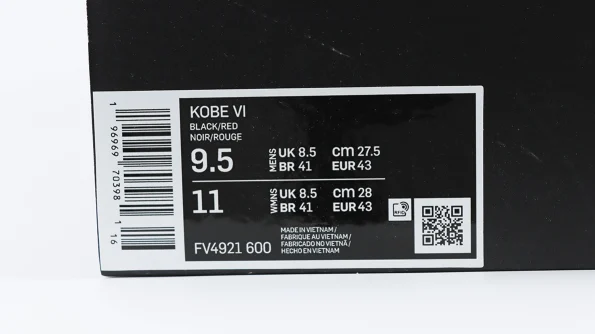 1 96969 70398 1 16
KOBE VI
BLACK/RED
NOIR/ROUGE
9.5 MENS UK 8.5 cm 27.5
BR 41 EUR 43
11 WMNS UK 8.5 cm 28
BR 41 EUR 43
RFID
MADE IN VIETNAM /
FABRIQUE AU VIETNAM /
FABRICADO NO VIETNÃ /
HECHO EN VIETNAM
FV4921 600